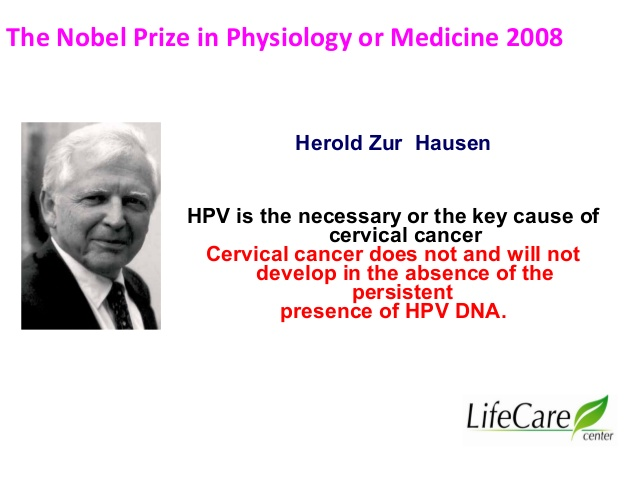 The Nobel Prize in Physiology or Medicine 2008
Herold Zur Hausen
HPV is the necessary or the key cause of
cervical cancer
Cervical cancer does not and will not
develop in the absence of the
persistent
presence of HPV DNA.
LifeCare
center